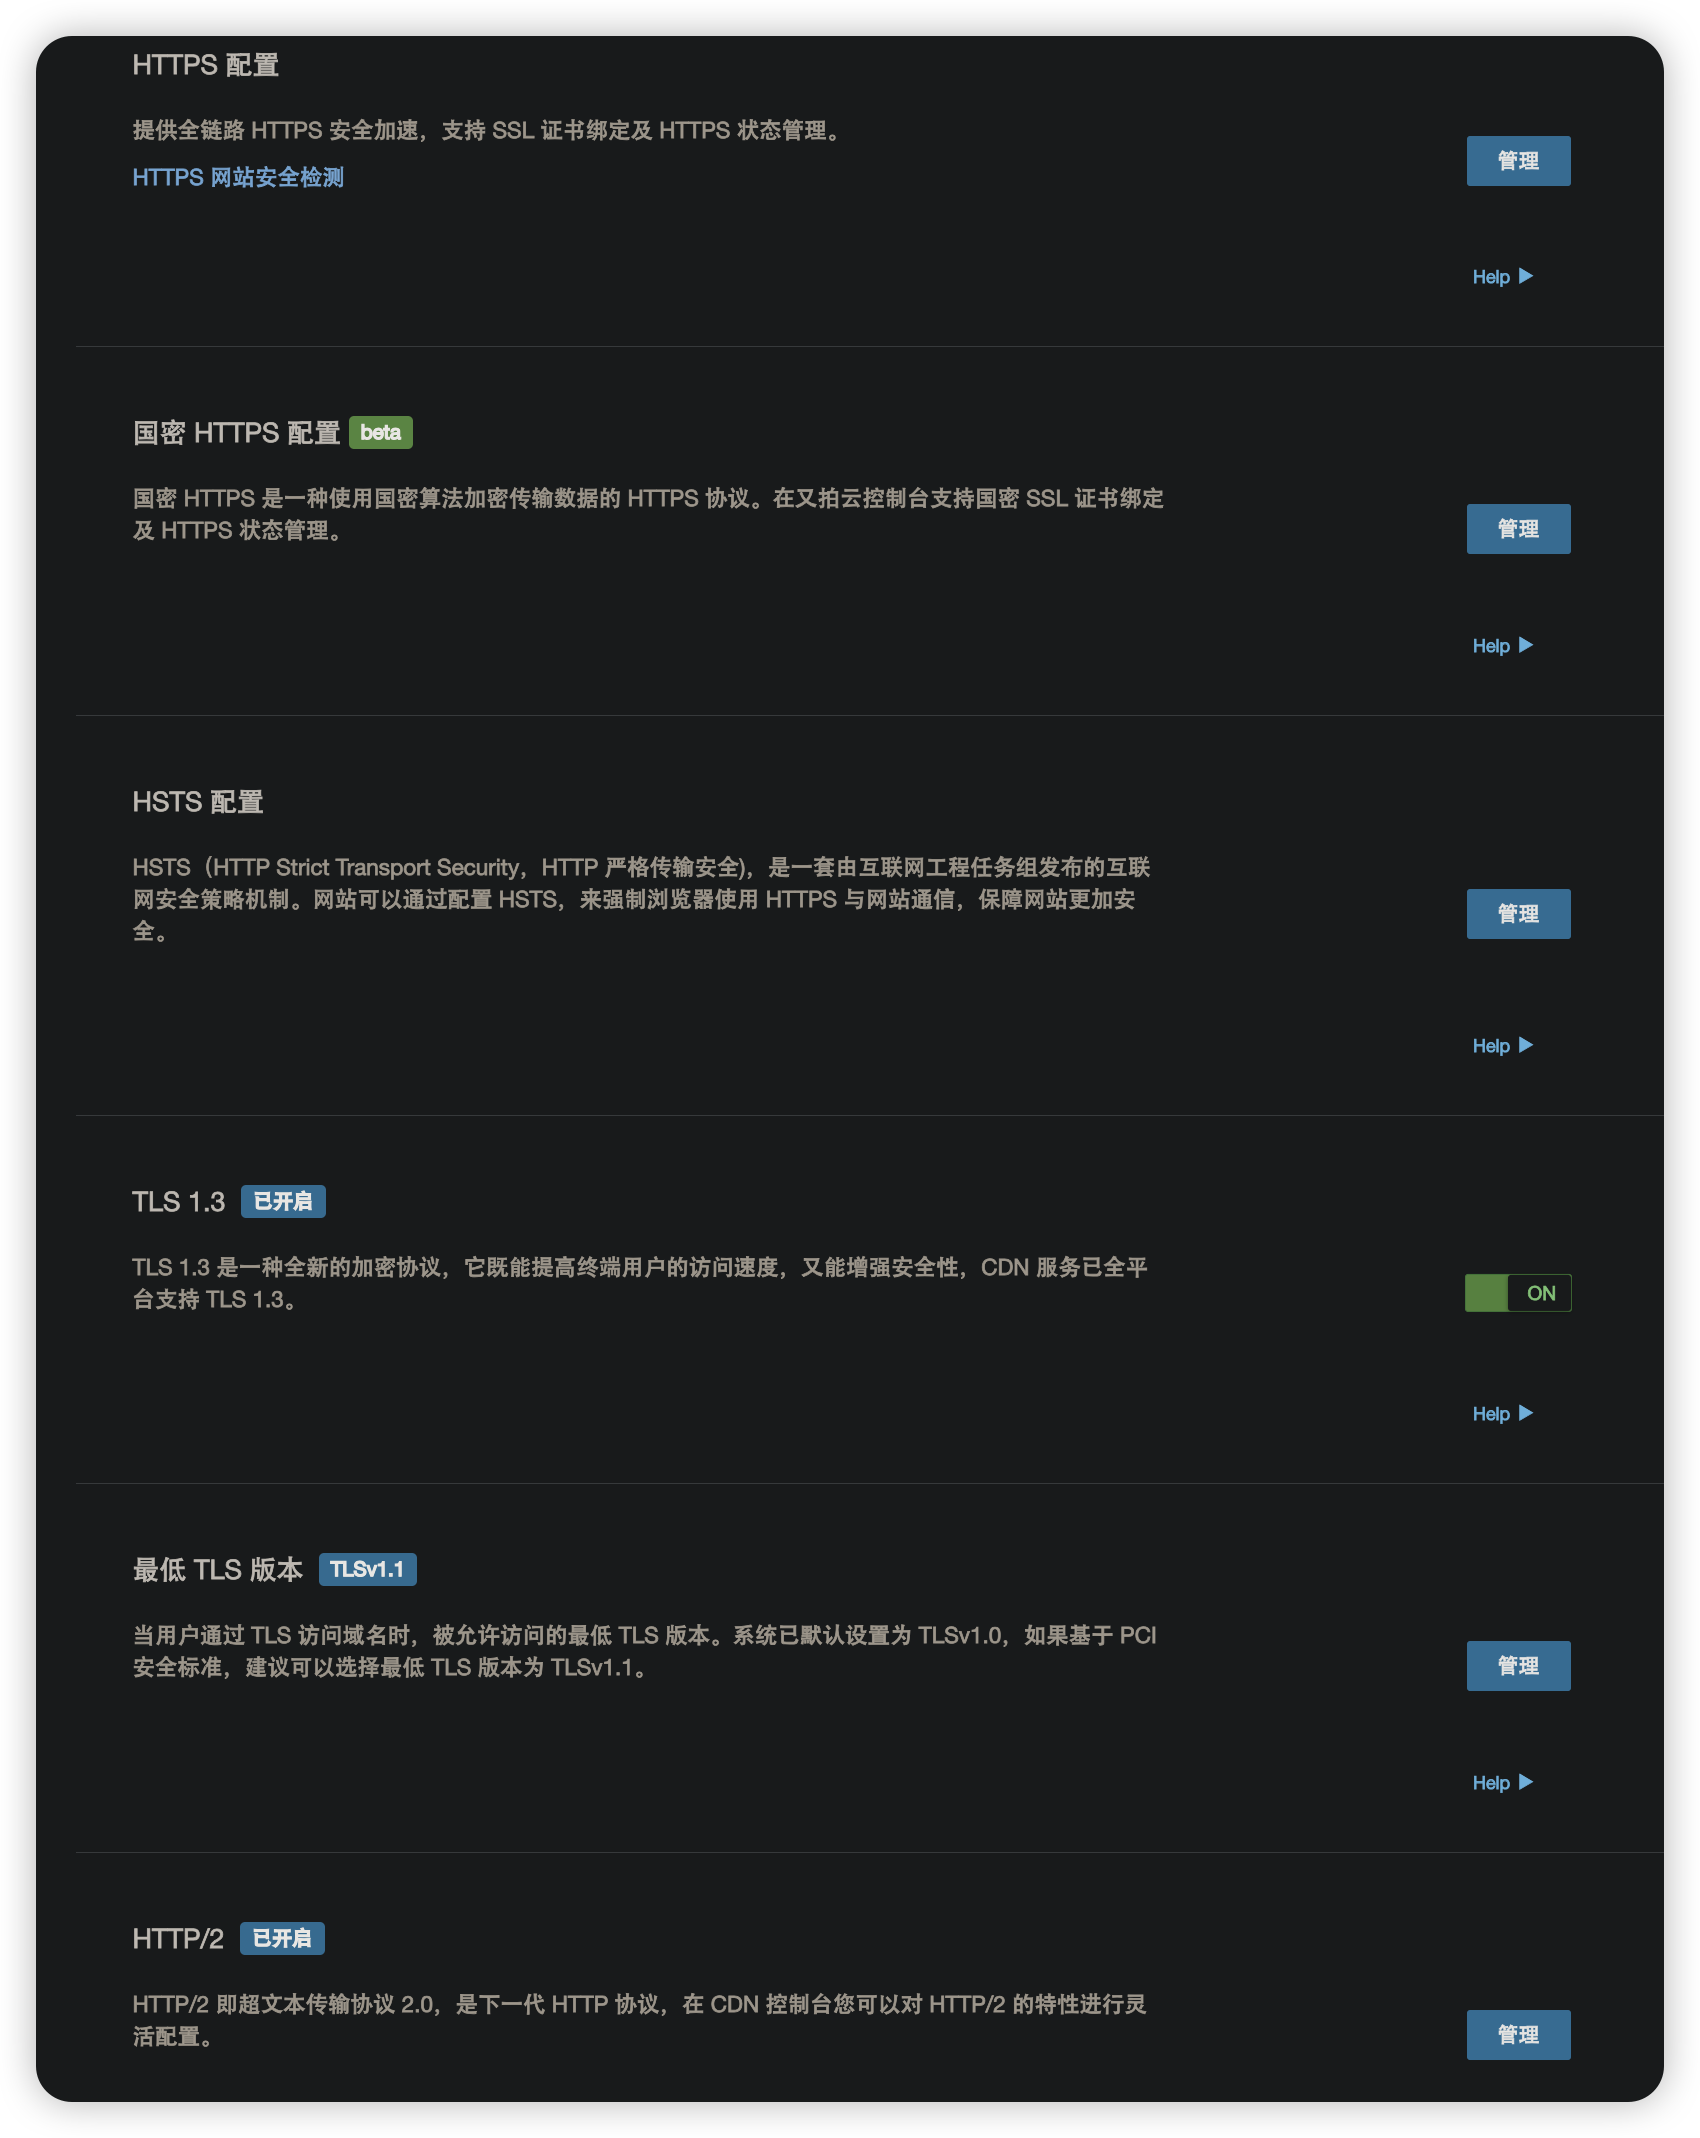 HTTPS 配置
提供全链路 HTTPS 安全加速，支持 SSL 证书绑定及 HTTPS 状态管理。
HTTPS 网站安全检测
管理
Help ▶
国密 HTTPS 配置 beta
国密 HTTPS 是一种使用国密算法加密传输数据的 HTTPS 协议。在又拍云控制台支持国密 SSL 证书绑定
及 HTTPS 状态管理。
管理
Help ▶
HSTS 配置
HSTS（HTTP Strict Transport Security，HTTP 严格传输安全)，是一套由互联网工程任务组发布的互联
网安全策略机制。网站可以通过配置 HSTS，来强制浏览器使用 HTTPS 与网站通信，保障网站更加安
全。
管理
Help ▶
TLS 1.3 已开启
TLS 1.3 是一种全新的加密协议，它既能提高终端用户的访问速度，又能增强安全性，CDN 服务已全平
台支持 TLS 1.3。
ON
Help ▶
最低 TLS 版本 TLSv1.1
当用户通过 TLS 访问域名时，被允许访问的最低 TLS 版本。系统已默认设置为 TLSv1.0，如果基于 PCI
安全标准，建议可以选择最低 TLS 版本为 TLSv1.1。
管理
Help ▶
HTTP/2 已开启
HTTP/2 即超文本传输协议 2.0，是下一代 HTTP 协议，在 CDN 控制台您可以对 HTTP/2 的特性进行灵
活配置。
管理